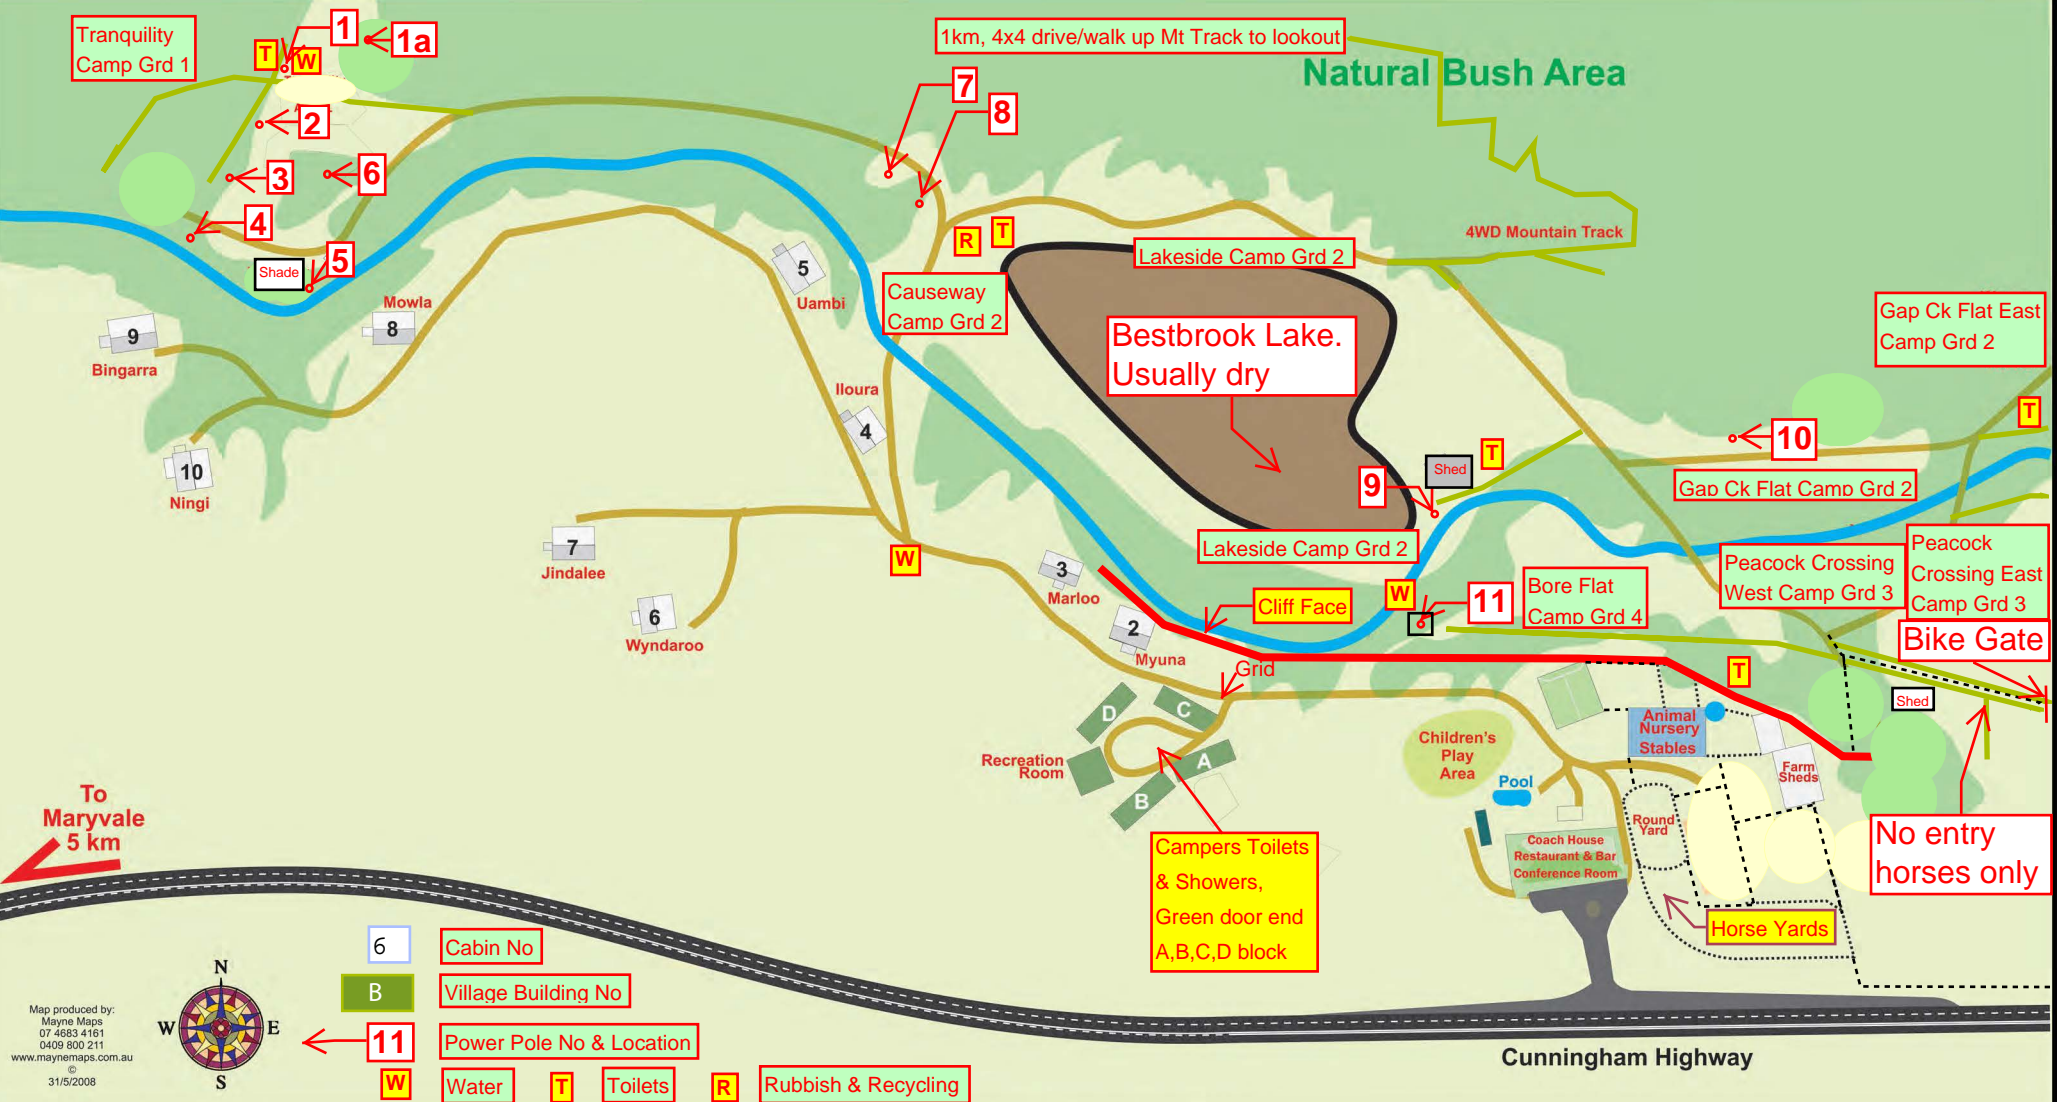 Tranquility
Camp Grd 1
T
W
1
1a
2
3
4
5
6
Shade
1km, 4x4 drive/walk up Mt Track to lookout
Natural Bush Area
7
8
R
T
4WD Mountain Track
Lakeside Camp Grd 2
Causeway
Camp Grd 2
Bestbrook Lake.
Usually dry
Gap Ck Flat East
Camp Grd 2
T
5
Uambi
Mowla
8
9
Bingarra
10
Ningi
Iloura
4
9
Shed
T
10
Gap Ck Flat Camp Grd 2
Lakeside Camp Grd 2
7
Jindalee
6
Wyndaroo
W
3
Marloo
2
Myuna
Cliff Face
W
11
Bore Flat
Camp Grd 4
Peacock Crossing
West Camp Grd 3
Peacock
Crossing East
Camp Grd 3
Bike Gate
Grid
T
Shed
D
C
A
B
Recreation
Room
Children's
Play
Area
Pool
Animal
Nursery
Stables
Farm
Sheds
Round
Yard
Coach House
Restaurant & Bar
Conference Room
No entry
horses only
Horse Yards
Campers Toilets
& Showers,
Green door end
A,B,C,D block
To
Maryvale
5 km
Cunningham Highway
N
W
E
S
Map produced by:
Mayne Maps
07 4683 4161
0409 800 211
www.maynemaps.com.au
©
31/5/2008
6
Cabin No
B
Village Building No
11
Power Pole No & Location
W
Water
T
Toilets
R
Rubbish & Recycling